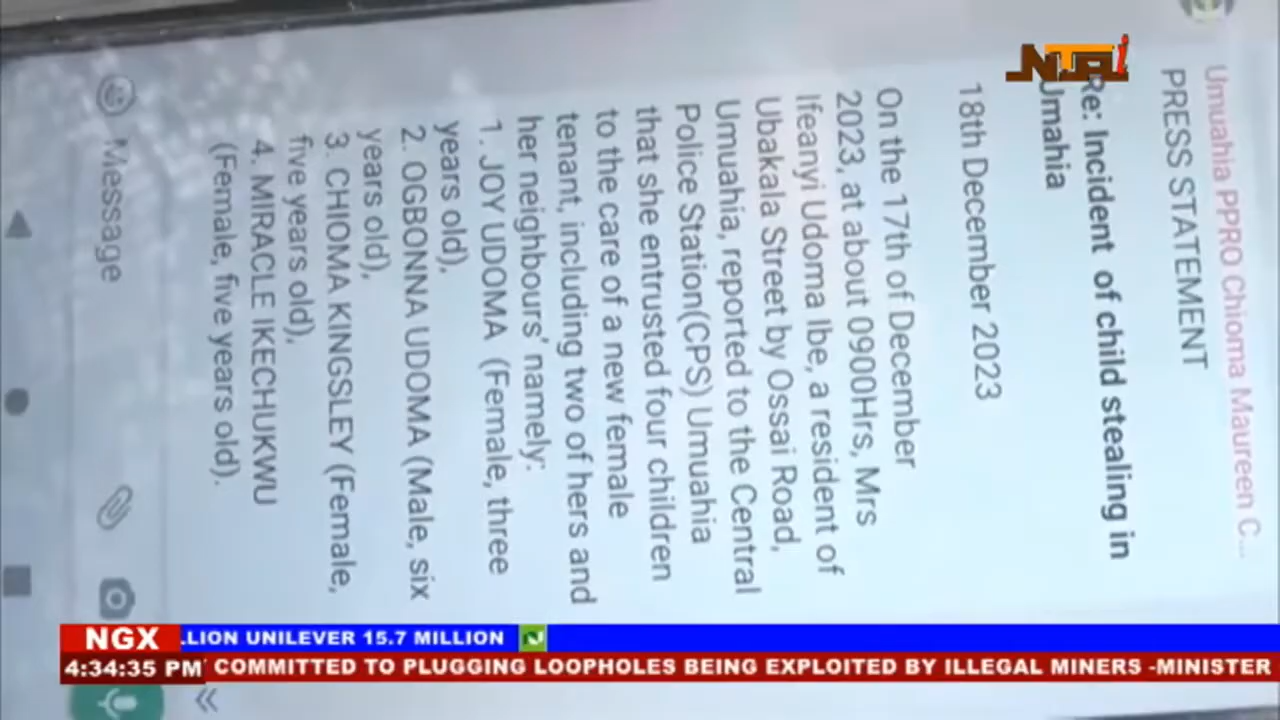 Umuahia PPRO Chioma Maureen C...
PRESS STATEMENT
Re: Incident of child stealing in
Umahia
18th December 2023
On the 17th of December
2023, at about 0900Hrs, Mrs
Ifeanyi Udoma Ibe, a resident of
Ubakala Street by Ossai Road,
Umuahia, reported to the Central
Police Station(CPS) Umuahia
that she entrusted four children
to the care of a new female
tenant, including two of hers and
her neighbours' namely:
1. JOY UDOMA (Female, three
years old),
2. OGBONNA UDOMA (Male, six
years old),
3. CHIOMA KINGSLEY (Female,
five years old),
4. MIRACLE IKECHUKWU
(Female, five years old).
Message
NTAi
NGX
.LION UNILEVER 15.7 MILLION
4:34:35 PM
COMMITTED TO PLUGGING LOOPHOLES BEING EXPLOITED BY ILLEGAL MINERS -MINISTER